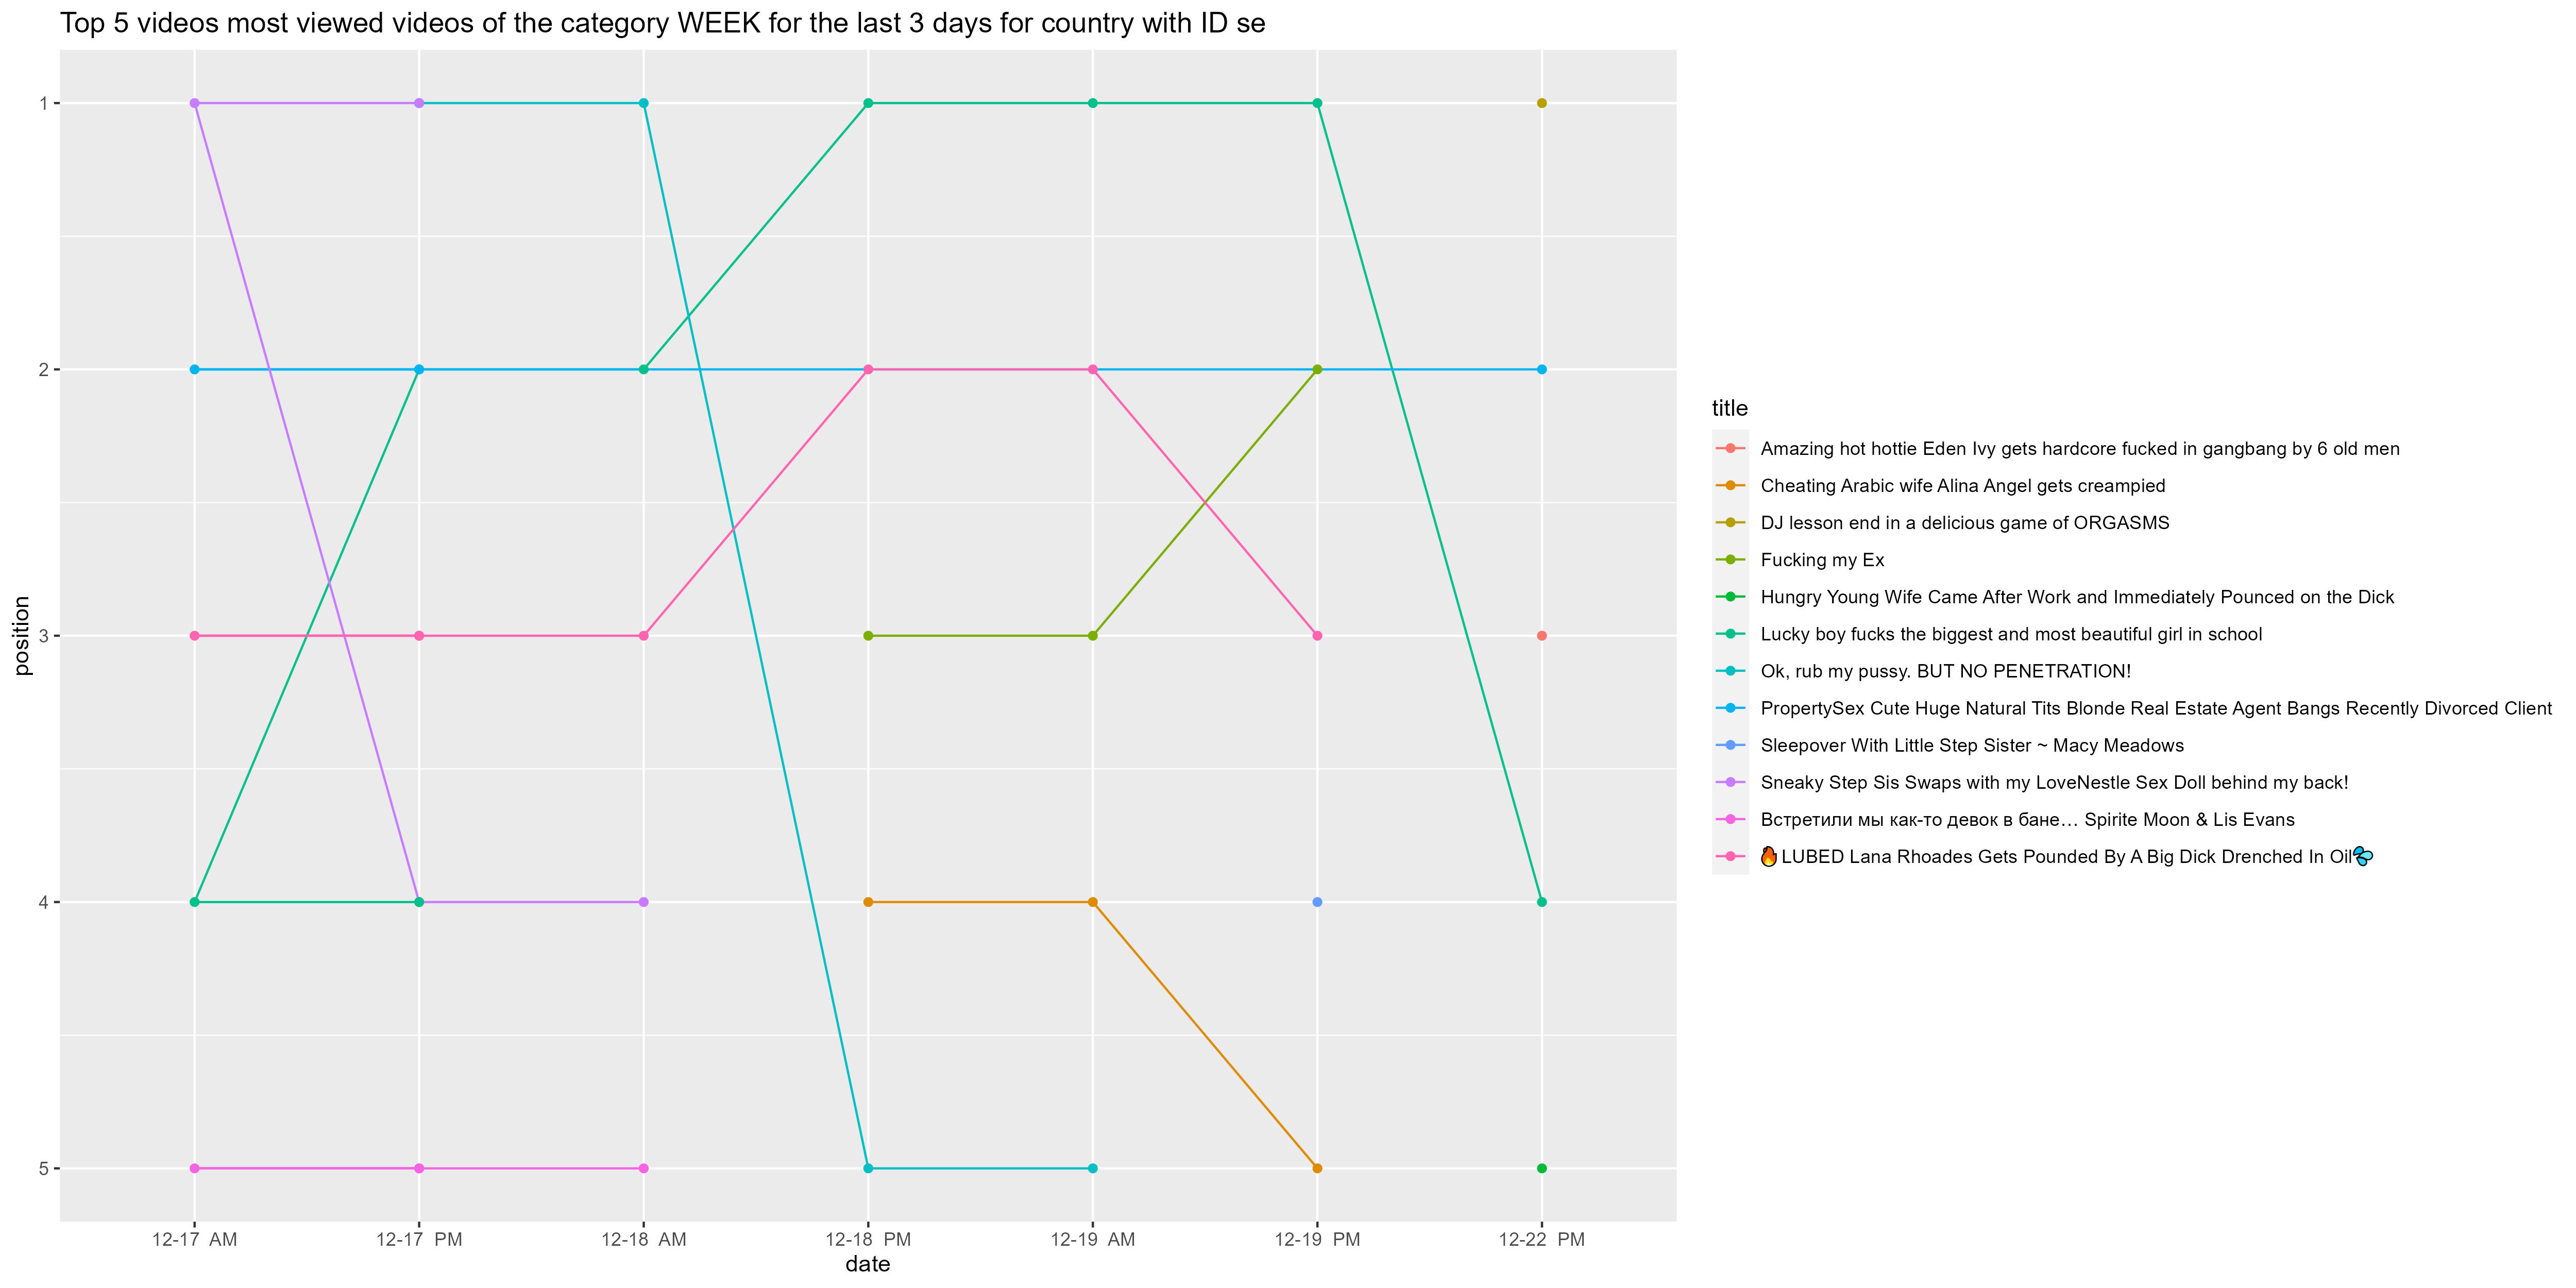 Top 5 videos most viewed videos of the category WEEK for the last 3 days for country with ID se
position
1
2
3
4
5
12-17 AM
12-17 PM
12-18 AM
12-18 PM
12-19 AM
12-19 PM
12-22 PM
date
title
Amazing hot hottie Eden Ivy gets hardcore fucked in gangbang by 6 old men
Cheating Arabic wife Alina Angel gets creampied
DJ lesson end in a delicious game of ORGASMS
Fucking my Ex
Hungry Young Wife Came After Work and Immediately Pounced on the Dick
Lucky boy fucks the biggest and most beautiful girl in school
Ok, rub my pussy. BUT NO PENETRATION!
PropertySex Cute Huge Natural Tits Blonde Real Estate Agent Bangs Recently Divorced Client
Sleepover With Little Step Sister ~ Macy Meadows
Sneaky Step Sis Swaps with my LoveNestle Sex Doll behind my back!
Встретили мы как-то девок в бане… Spirite Moon & Lis Evans
🔥LUBED Lana Rhoades Gets Pounded By A Big Dick Drenched In Oil💦